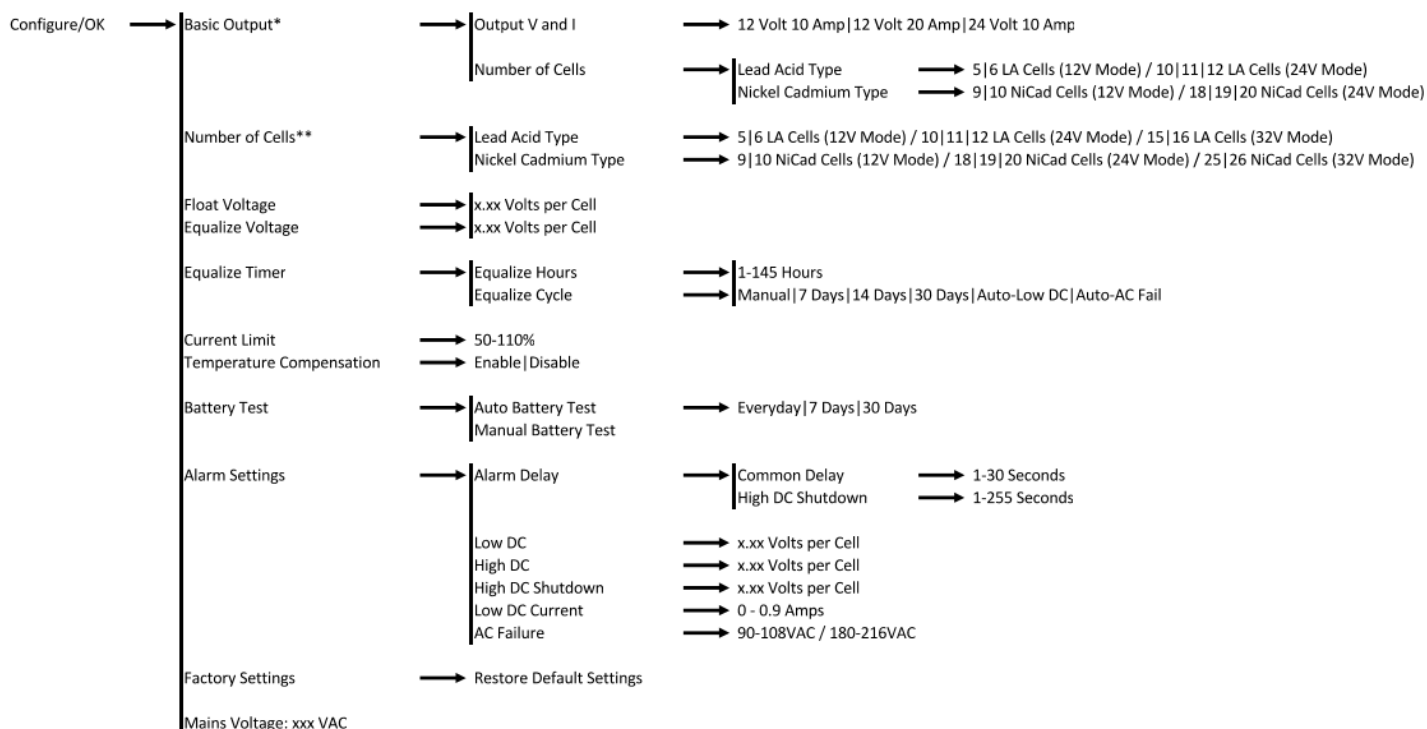 Configure/OK Basic Output* Output V and I 12 Volt 10 Amp|12 Volt 20 Amp|24 Volt 10 Amp
Number of Cells Lead Acid Type 5|6 LA Cells (12V Mode) / 10|11|12 LA Cells (24V Mode)
Nickel Cadmium Type 9|10 NiCad Cells (12V Mode) / 18|19|20 NiCad Cells (24V Mode)
Number of Cells** Lead Acid Type 5|6 LA Cells (12V Mode) / 10|11|12 LA Cells (24V Mode) / 15|16 LA Cells (32V Mode)
Nickel Cadmium Type 9|10 NiCad Cells (12V Mode) / 18|19|20 NiCad Cells (24V Mode) / 25|26 NiCad Cells (32V Mode)
Float Voltage x.xx Volts per Cell
Equalize Voltage x.xx Volts per Cell
Equalize Timer Equalize Hours 1-145 Hours
Equalize Cycle Manual|7 Days|14 Days|30 Days|Auto-Low DC|Auto-AC Fail
Current Limit 50-110%
Temperature Compensation Enable|Disable
Battery Test Auto Battery Test Everyday|7 Days|30 Days
Manual Battery Test
Alarm Settings Alarm Delay Common Delay 1-30 Seconds
High DC Shutdown 1-255 Seconds
Low DC x.xx Volts per Cell
High DC x.xx Volts per Cell
High DC Shutdown x.xx Volts per Cell
Low DC Current 0 - 0.9 Amps
AC Failure 90-108VAC / 180-216VAC
Factory Settings Restore Default Settings
Mains Voltage: xxx VAC